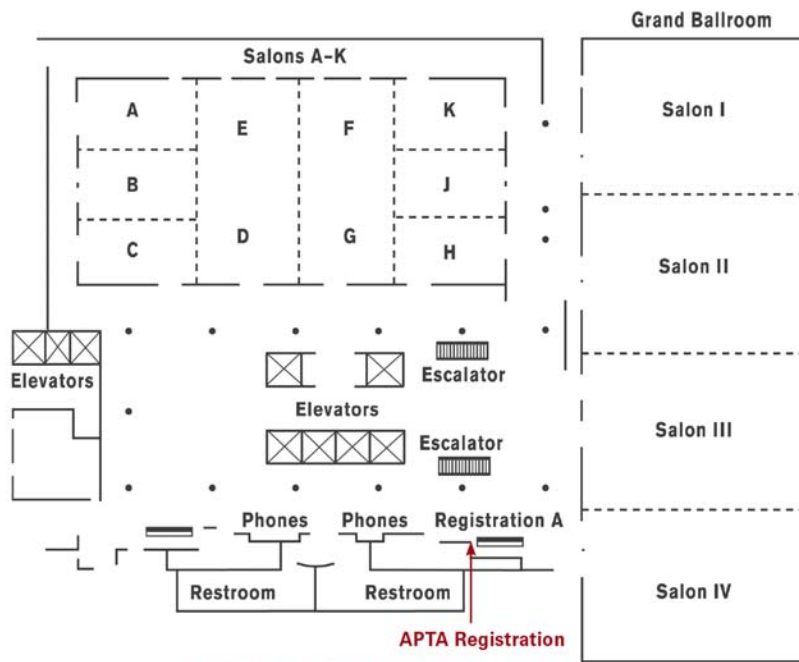 Grand Ballroom
Salons A–K
A
E
F
K
Salon I
B
J
C
D
G
H
Salon II
Elevators
Escalator
Elevators
Escalator
Salon III
Phones
Phones
Registration A
Restroom
Restroom
Salon IV
APTA Registration